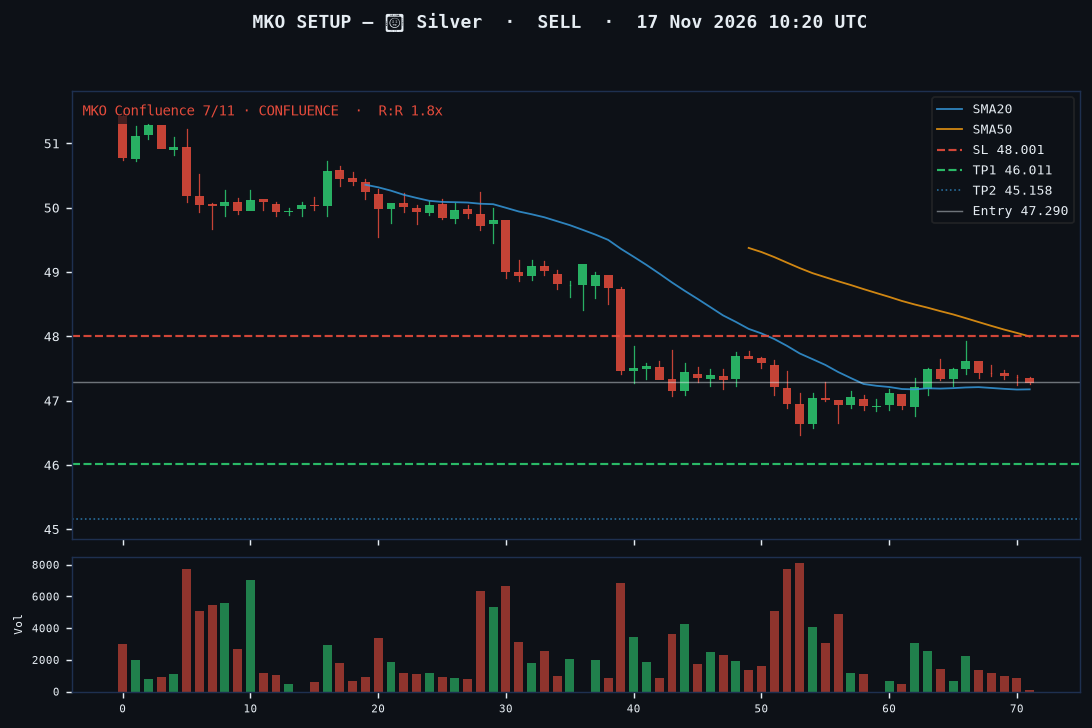 MKO SETUP — Silver · SELL · 17 Nov 2026 10:20 UTC
MKO Confluence 7/11 · CONFLUENCE · R:R 1.8x
SMA20
SMA50
SL 48.001
TP1 46.011
TP2 45.158
Entry 47.290
51
50
49
48
47
46
45
8000
6000
4000
2000
0
Vol
0 10 20 30 40 50 60 70